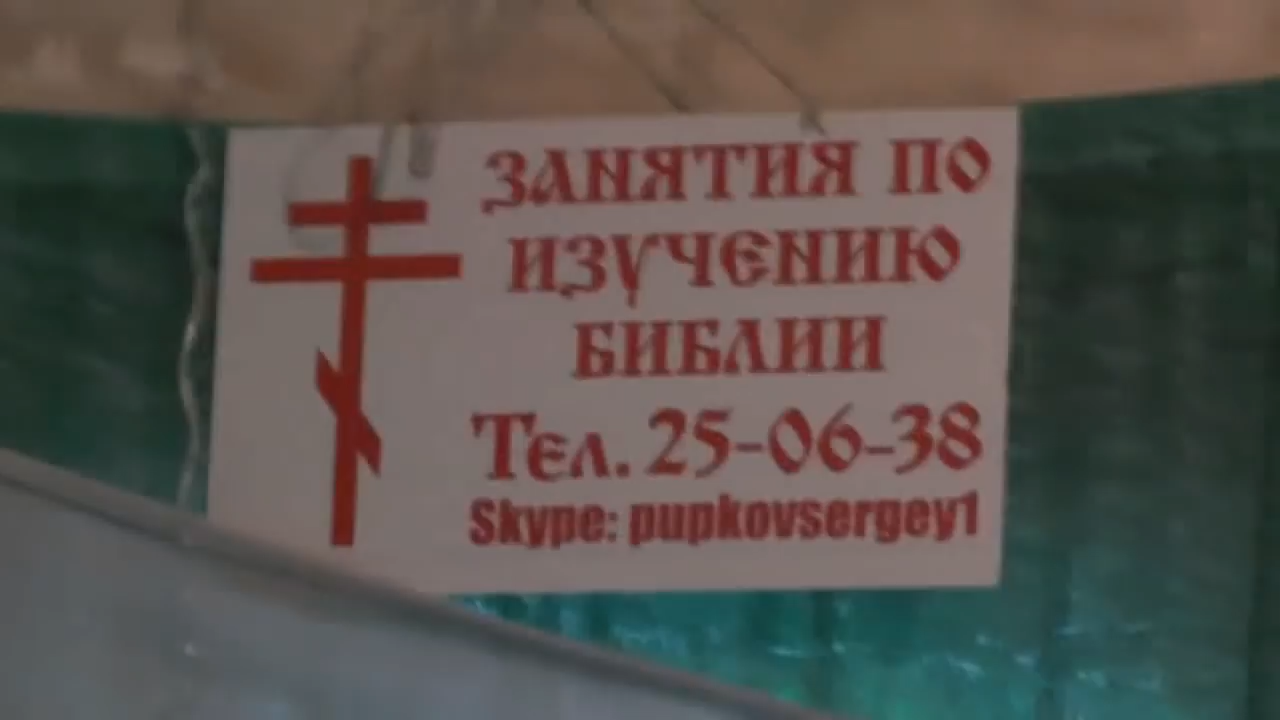 ЗАНЯТИЯ ПО
ИЗУЧЕНИЮ
БИБЛИИ
Тел. 25-06-38
Skype: pupkovsergey1